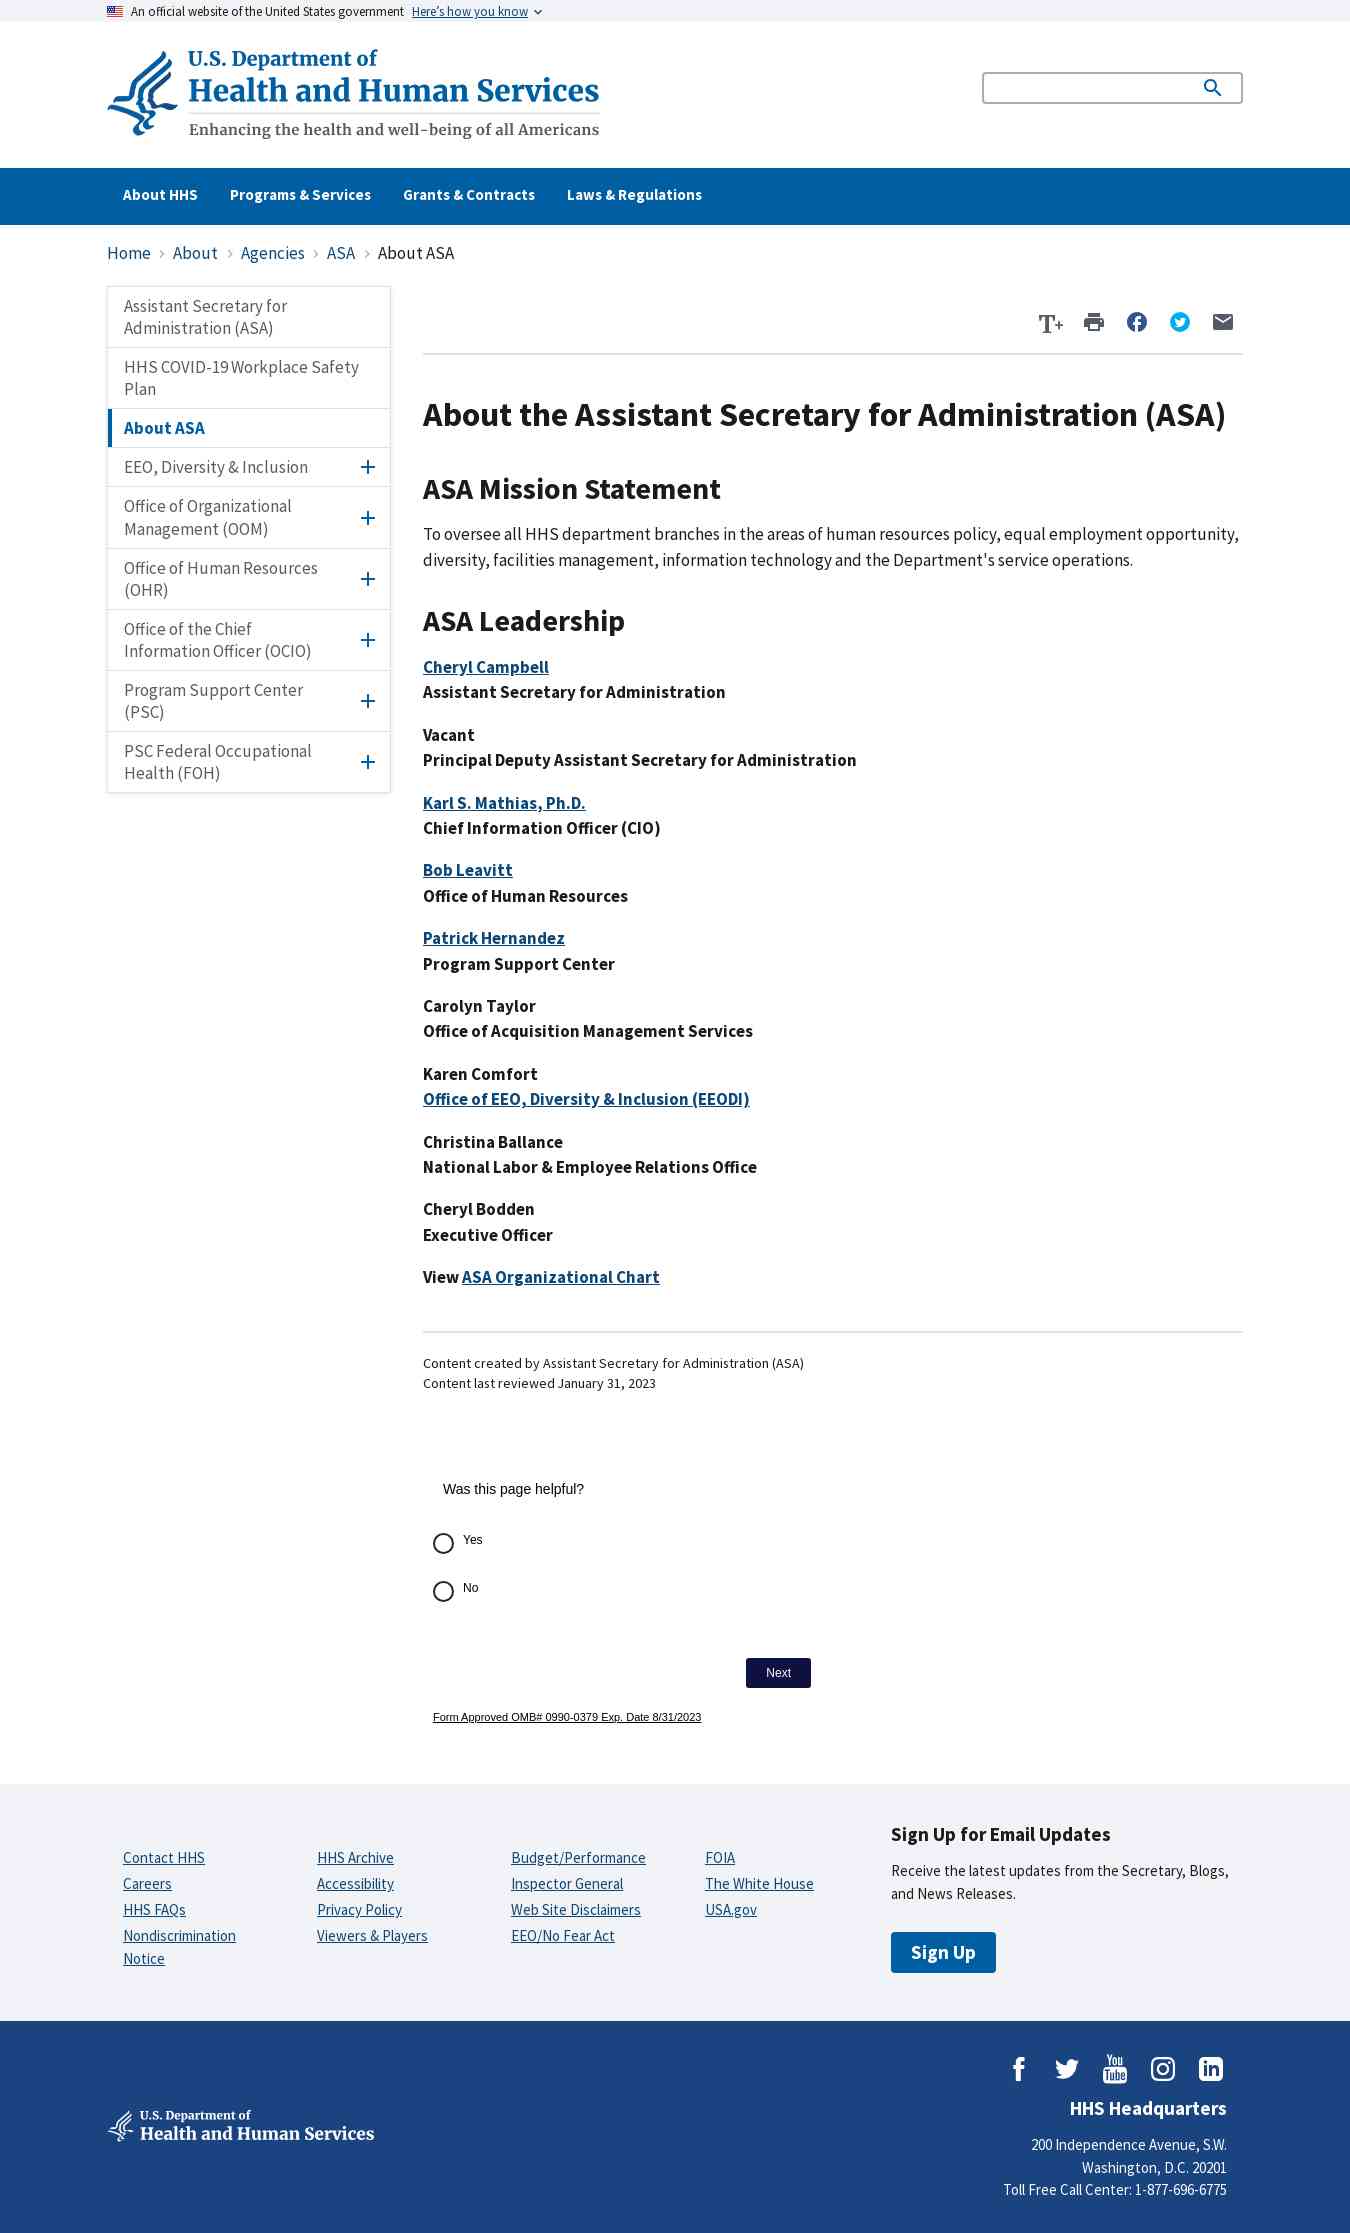 An official website of the United States government Here's how you know
U.S. Department of
Health and Human Services
Enhancing the health and well-being of all Americans
About HHS Programs & Services Grants & Contracts Laws & Regulations
Home › About › Agencies › ASA › About ASA
Assistant Secretary for
Administration (ASA)
HHS COVID-19 Workplace Safety
Plan
About ASA
EEO, Diversity & Inclusion
Office of Organizational
Management (OOM)
Office of Human Resources
(OHR)
Office of the Chief
Information Officer (OCIO)
Program Support Center
(PSC)
PSC Federal Occupational
Health (FOH)
T+
About the Assistant Secretary for Administration (ASA)
ASA Mission Statement
To oversee all HHS department branches in the areas of human resources policy, equal employment opportunity,
diversity, facilities management, information technology and the Department's service operations.
ASA Leadership
Cheryl Campbell
Assistant Secretary for Administration
Vacant
Principal Deputy Assistant Secretary for Administration
Karl S. Mathias, Ph.D.
Chief Information Officer (CIO)
Bob Leavitt
Office of Human Resources
Patrick Hernandez
Program Support Center
Carolyn Taylor
Office of Acquisition Management Services
Karen Comfort
Office of EEO, Diversity & Inclusion (EEODI)
Christina Ballance
National Labor & Employee Relations Office
Cheryl Bodden
Executive Officer
View ASA Organizational Chart
Content created by Assistant Secretary for Administration (ASA)
Content last reviewed January 31, 2023
Was this page helpful?
Yes
No
Next
Form Approved OMB# 0990-0379 Exp. Date 8/31/2023
Contact HHS
Careers
HHS FAQs
Nondiscrimination
Notice
HHS Archive
Accessibility
Privacy Policy
Viewers & Players
Budget/Performance
Inspector General
Web Site Disclaimers
EEO/No Fear Act
FOIA
The White House
USA.gov
Sign Up for Email Updates
Receive the latest updates from the Secretary, Blogs,
and News Releases.
Sign Up
You
Tube
U.S. Department of
Health and Human Services
HHS Headquarters
200 Independence Avenue, S.W.
Washington, D.C. 20201
Toll Free Call Center: 1-877-696-6775